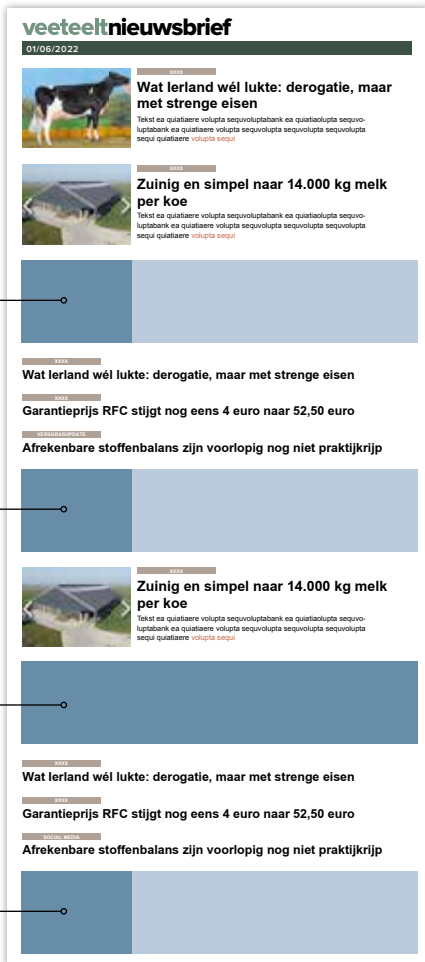 veeteeltnieuwsbrief
01/06/2022
XXXX
Wat Ierland wél lukte: derogatie, maar
met strenge eisen
Tekst ea quiatiaere volupta sequvoluptabank ea quiatiaolupta sequvo-
luptabank ea quiatiaere volupta sequvolupta sequvolupta sequvolupta
sequi quiatiaere volupta sequi
XXXX
Zuinig en simpel naar 14.000 kg melk
per koe
Tekst ea quiatiaere volupta sequvoluptabank ea quiatiaolupta sequvo-
luptabank ea quiatiaere volupta sequvolupta sequvolupta sequvolupta
sequi quiatiaere volupta sequi
XXXX
Wat Ierland wél lukte: derogatie, maar met strenge eisen
XXXX
Garantieprijs RFC stijgt nog eens 4 euro naar 52,50 euro
VERSGRASUPDATE
Afrekenbare stoffenbalans zijn voorlopig nog niet praktijkrijp
XXXX
Zuinig en simpel naar 14.000 kg melk
per koe
Tekst ea quiatiaere volupta sequvoluptabank ea quiatiaolupta sequvo-
luptabank ea quiatiaere volupta sequvolupta sequvolupta sequvolupta
sequi quiatiaere volupta sequi
XXXX
Wat Ierland wél lukte: derogatie, maar met strenge eisen
XXXX
Garantieprijs RFC stijgt nog eens 4 euro naar 52,50 euro
SOCIAL MEDIA
Afrekenbare stoffenbalans zijn voorlopig nog niet praktijkrijp